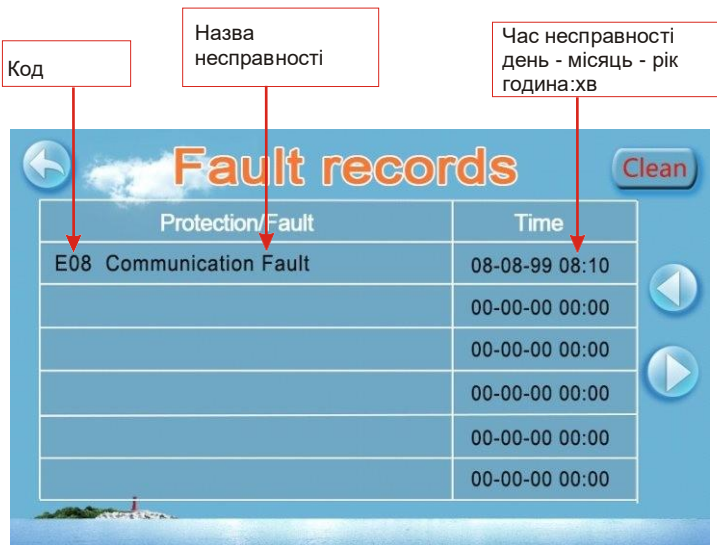 Код
Назва
несправності
Час несправності
день - місяць - рік
година:хв
Fault records
Clean
Protection/Fault
Time
E08 Communication Fault
08-08-99 08:10
00-00-00 00:00
00-00-00 00:00
00-00-00 00:00
00-00-00 00:00
00-00-00 00:00